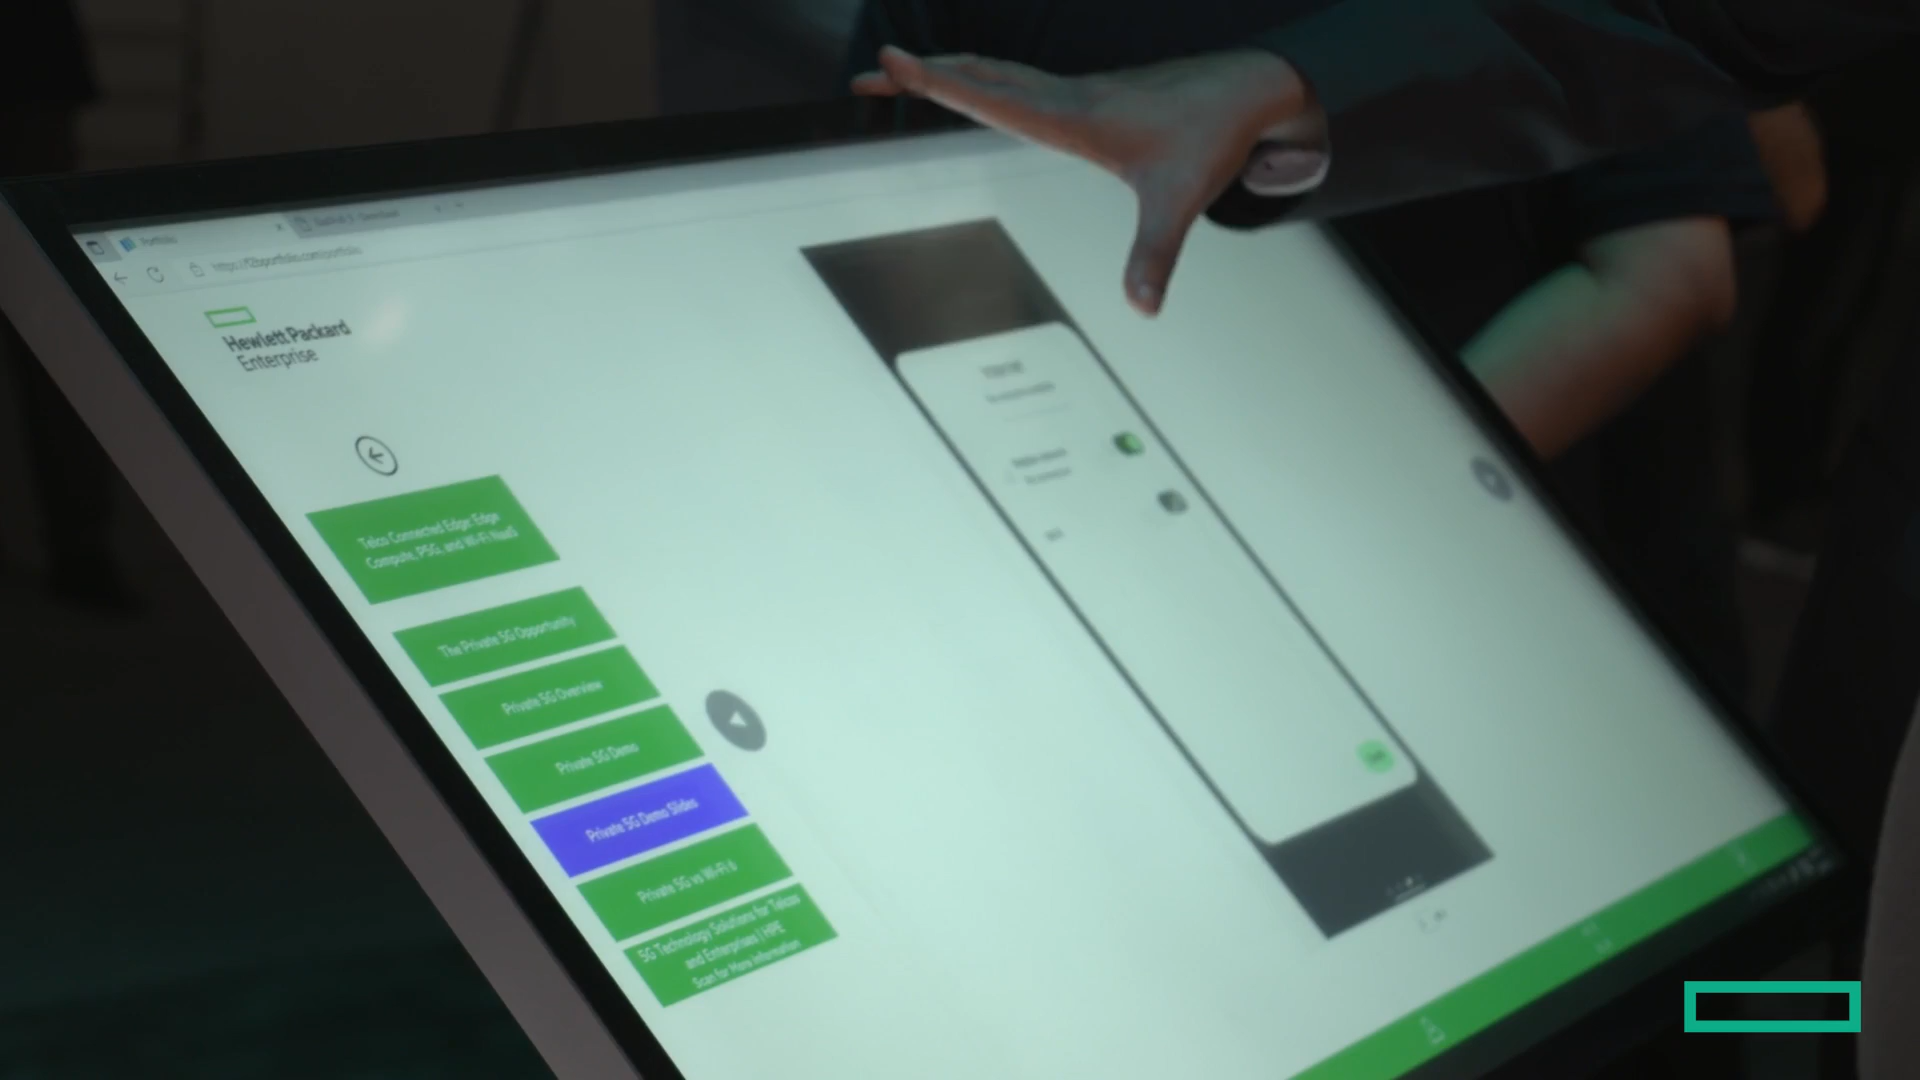 Portfolio
Hewlett Packard
Enterprise
Telco Connected Edge: Edge
Compute, P5G, and Wi-Fi NaaS
The Private 5G Opportunity
Private 5G Overview
Private 5G Demo
Private 5G Demo Slides
Private 5G vs Wi-Fi 6
5G Technology Solutions for Telcos
and Enterprises | HPE
Scan for More Information